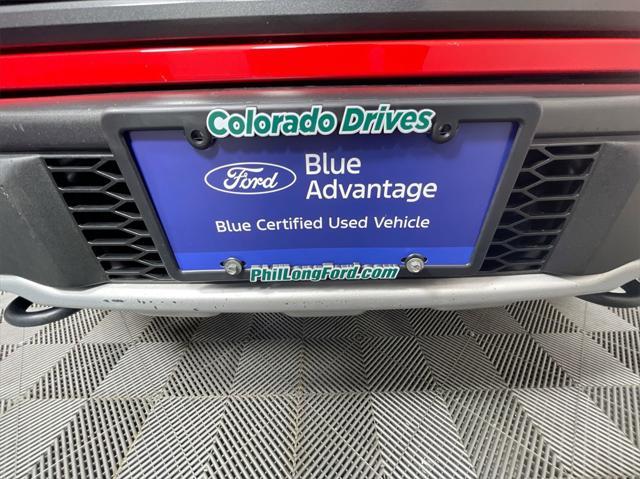 Colorado Drives
Ford
Blue
Advantage
Blue Certified Used Vehicle
PhilLongFord.com